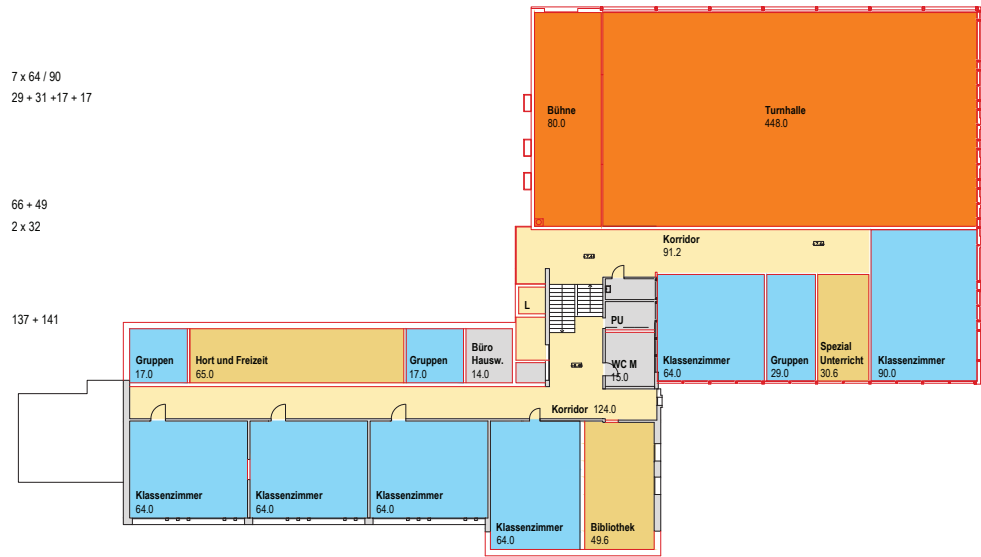 7 x 64 / 90
29 + 31 +17 + 17
66 + 49
2 x 32
137 + 141
Bühne
80.0
Turnhalle
448.0
Korridor
91.2
L
PU
WC M
15.0
Klassenzimmer
64.0
Gruppen
29.0
Spezial
Unterricht
30.6
Klassenzimmer
90.0
Gruppen
17.0
Hort und Freizeit
65.0
Gruppen
17.0
Büro
Hausw.
14.0
Korridor 124.0
Klassenzimmer
64.0
Klassenzimmer
64.0
Klassenzimmer
64.0
Klassenzimmer
64.0
Bibliothek
49.6